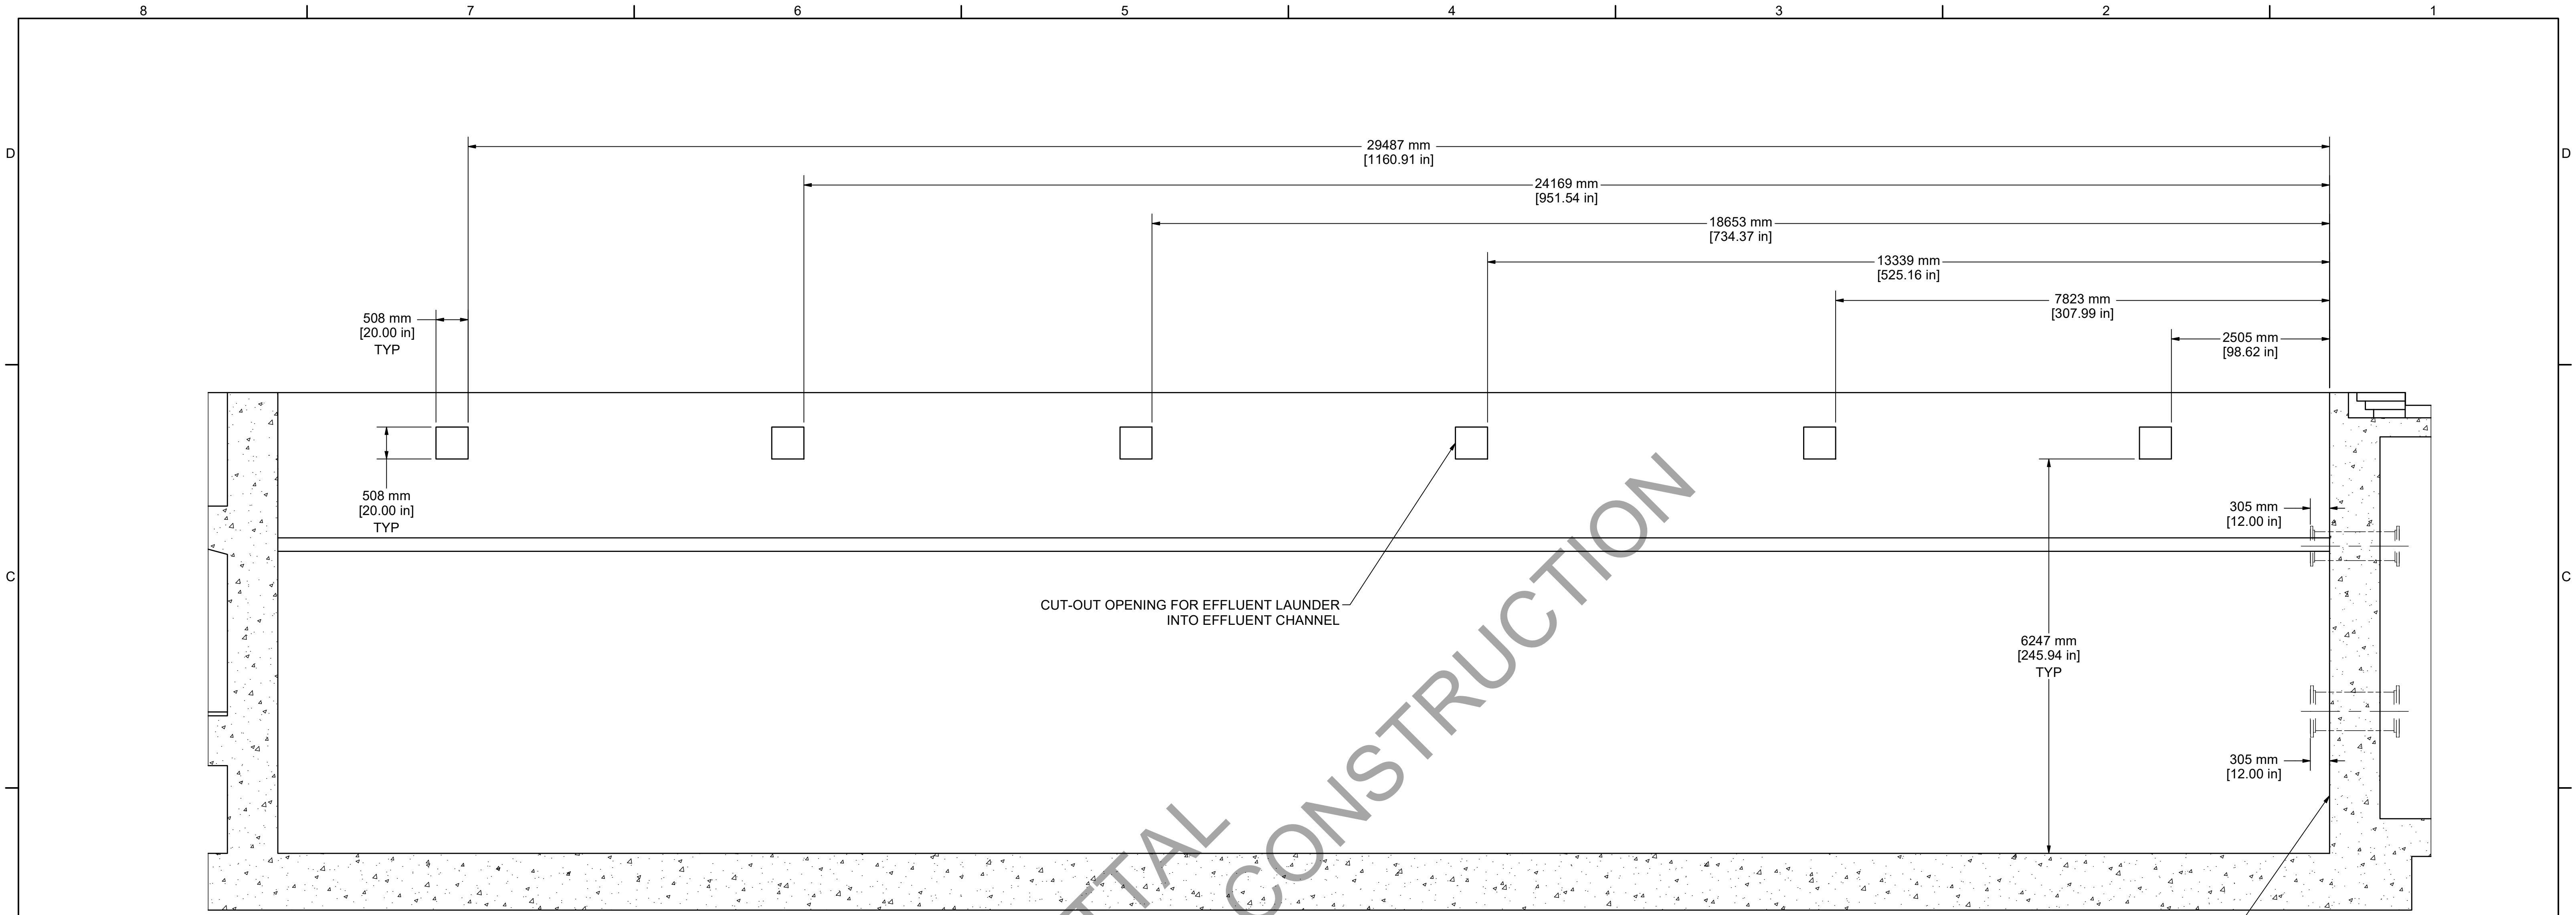 8 7 6 5 4 3 2 1
D
D
29487 mm
[1160.91 in]
24169 mm
[951.54 in]
18653 mm
[734.37 in]
13339 mm
[525.16 in]
7823 mm
[307.99 in]
508 mm
[20.00 in]
TYP
2505 mm
[98.62 in]
508 mm
[20.00 in]
TYP
305 mm
[12.00 in]
C
C
CUT-OUT OPENING FOR EFFLUENT LAUNDER
INTO EFFLUENT CHANNEL
6247 mm
[245.94 in]
TYP
305 mm
[12.00 in]
CONSTRUCTION